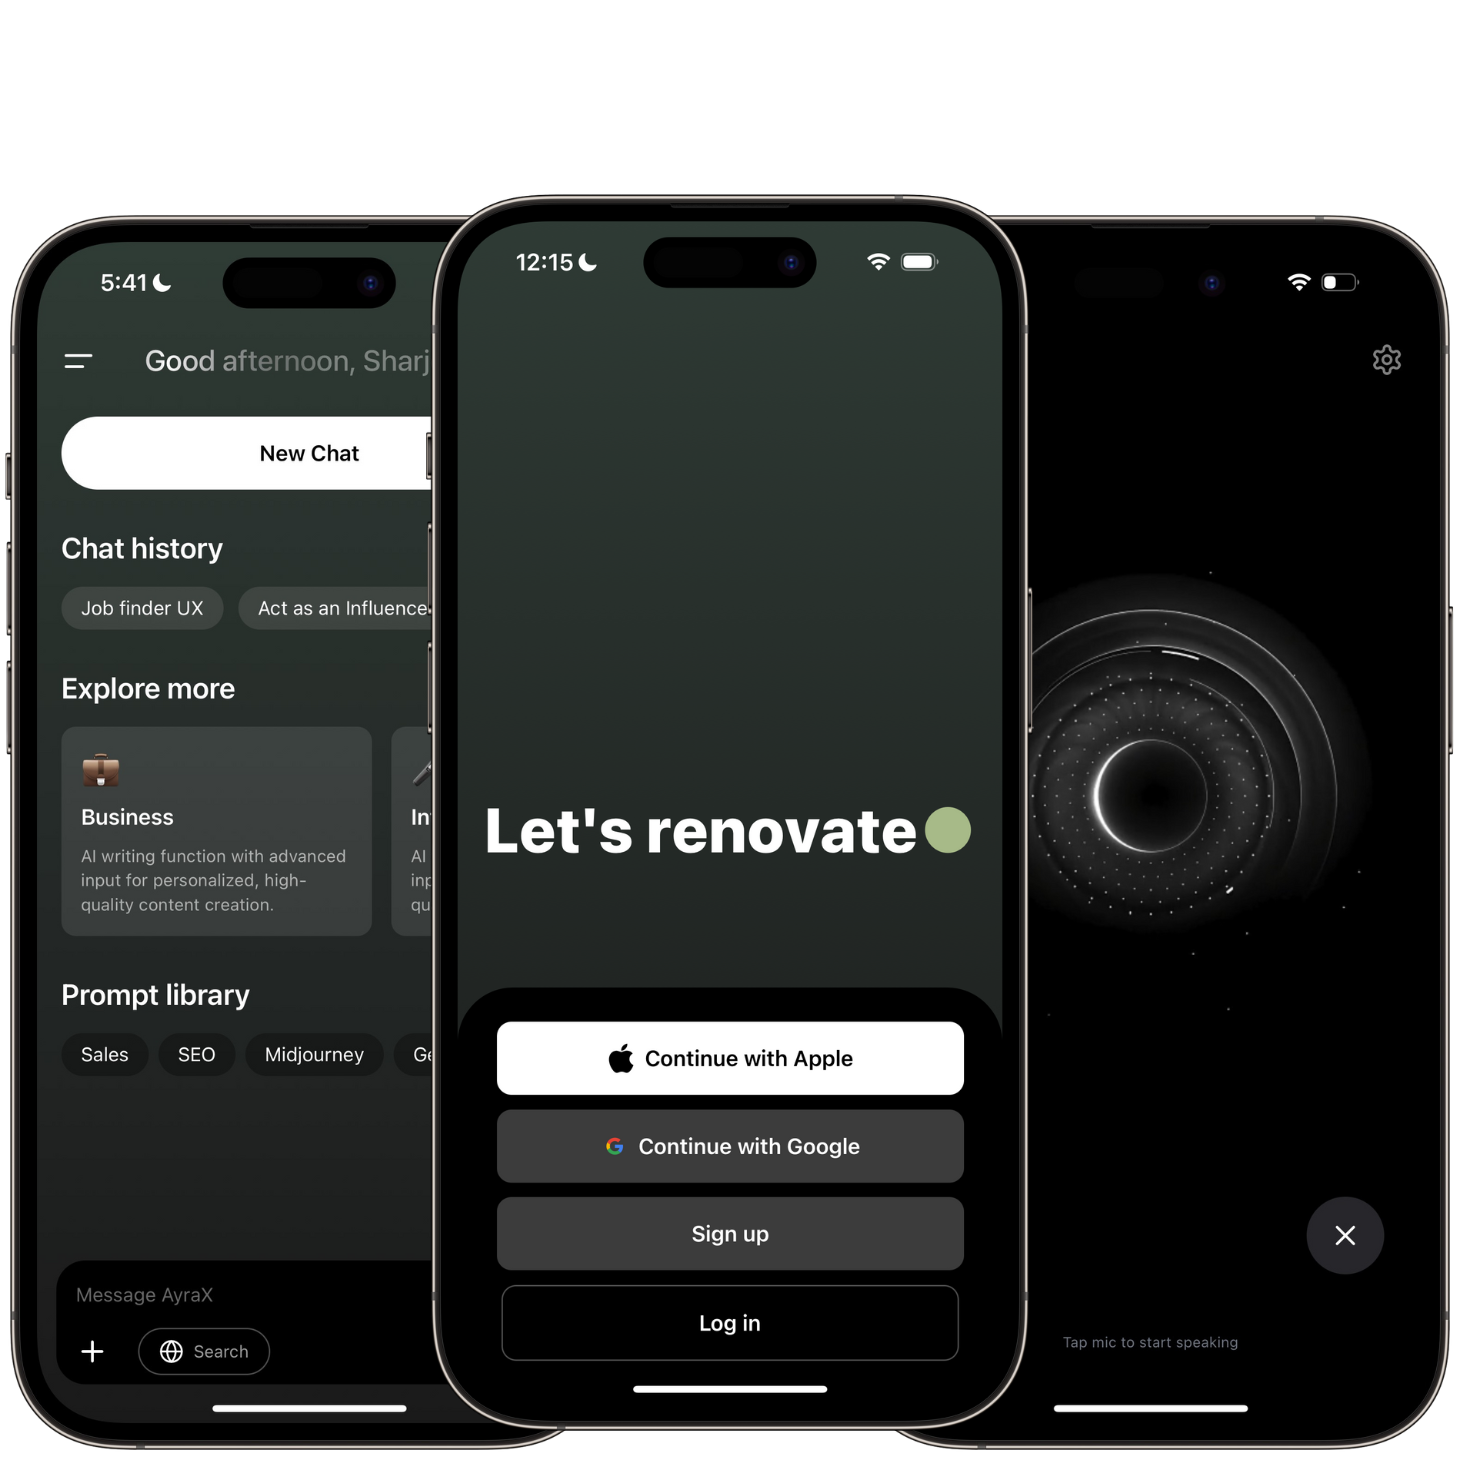 5:41
Good afternoon, Sharj
New Chat
Chat history
Job finder UX
Act as an Influence
Explore more
Business
AI writing function with advanced
input for personalized, high-
quality content creation.
In
AI
inp
qu
Prompt library
Sales
SEO
Midjourney
Ge
Message AyraX
Search
12:15
Let's renovate
Continue with Apple
Continue with Google
Sign up
Log in
Tap mic to start speaking